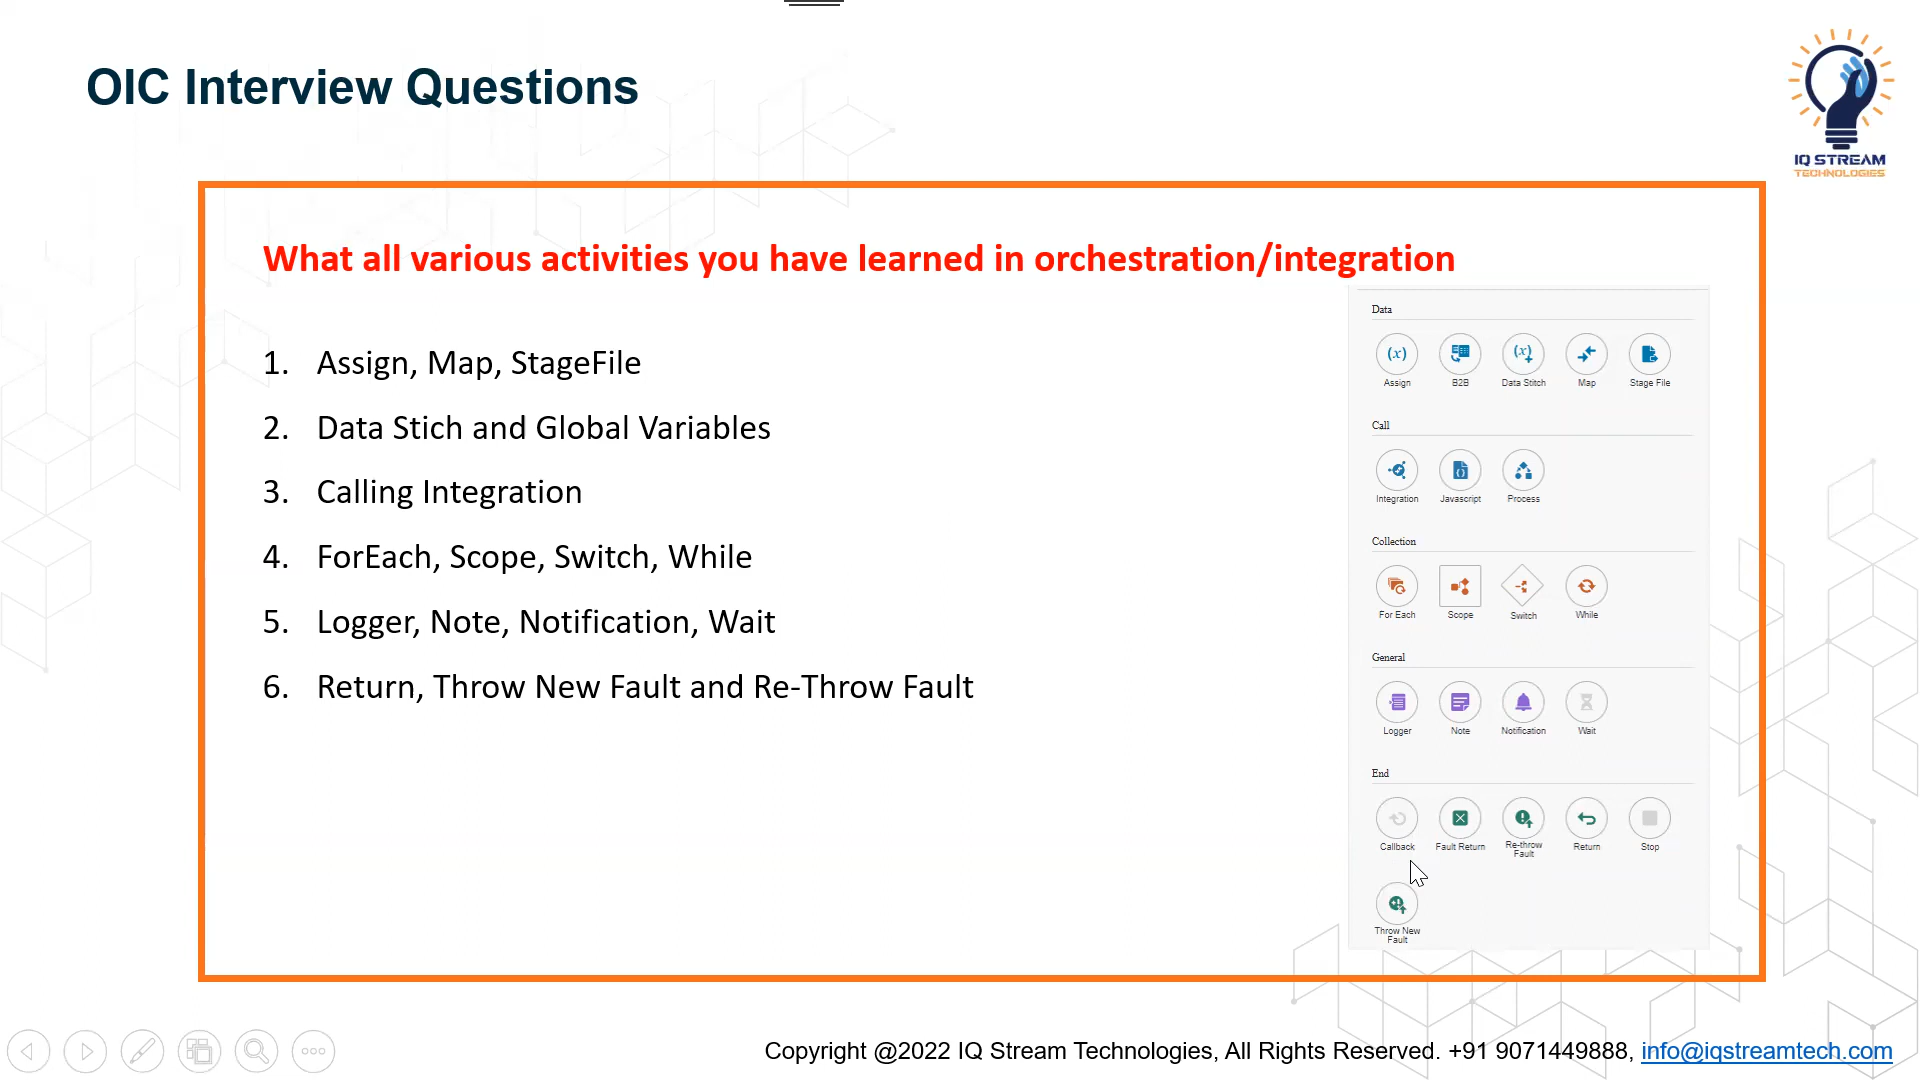 OIC Interview Questions
IQ STREAM
TECHNOLOGIES
What all various activities you have learned in orchestration/integration
1. Assign, Map, StageFile
2. Data Stich and Global Variables
3. Calling Integration
4. ForEach, Scope, Switch, While
5. Logger, Note, Notification, Wait
6. Return, Throw New Fault and Re-Throw Fault
Data
Assign B2B Data Stitch Map Stage File
Call
Integration Javascript Process
Collection
For Each Scope Switch While
General
Logger Note Notification Wait
End
Callback Fault Return Re-throw Fault Return Stop
Throw New
Fault
Copyright @2022 IQ Stream Technologies, All Rights Reserved. +91 9071449888, info@iqstreamtech.com